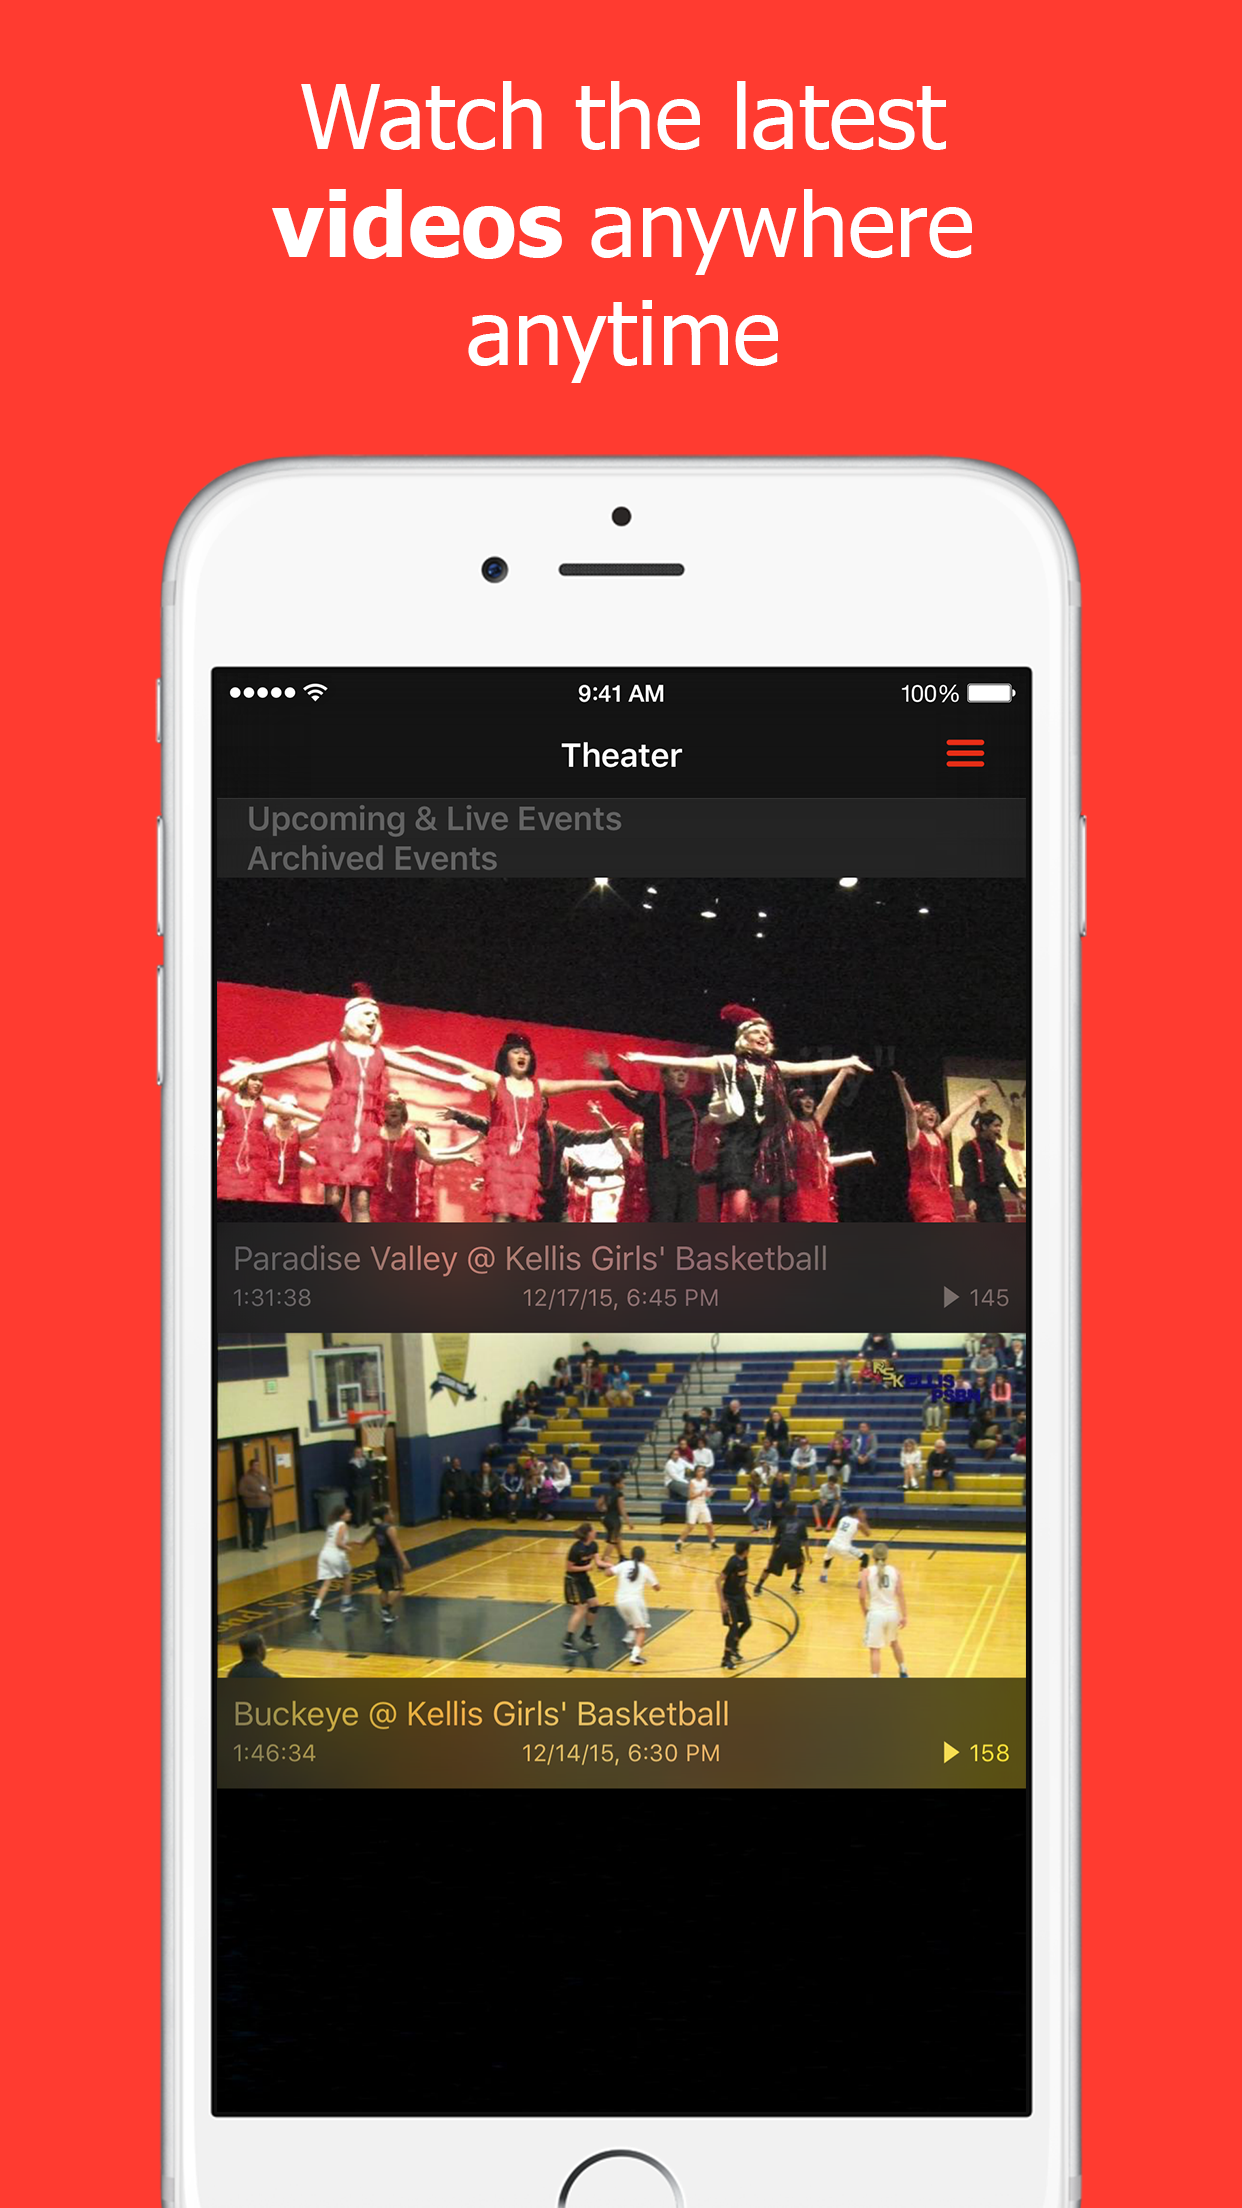 Watch the latest
videos anywhere
anytime
9:41 AM
100%
Theater
Upcoming & Live Events
Archived Events
Paradise Valley @ Kellis Girls' Basketball
1:31:38
12/17/15, 6:45 PM
145
KELLIS
PSBN
Buckeye @ Kellis Girls' Basketball
1:46:34
12/14/15, 6:30 PM
158